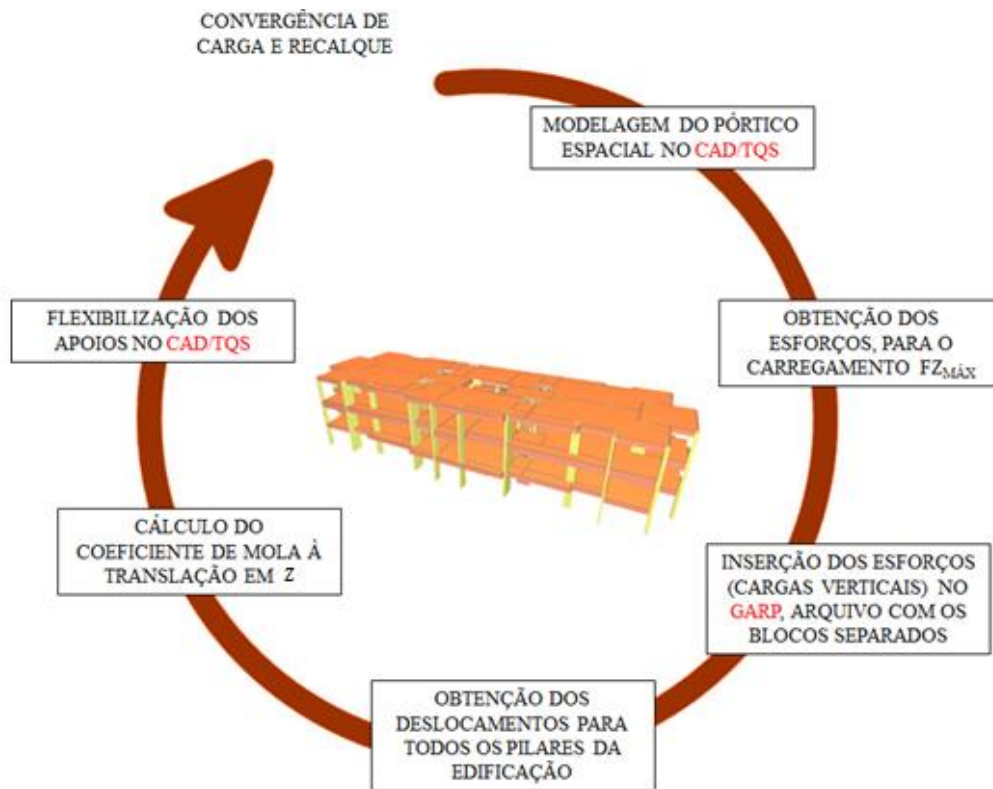 CONVERGÊNCIA DE
CARGA E RECALQUE
MODELAGEM DO PÓRTICO
ESPACIAL NO CAD/TQS
OBTENÇÃO DOS
ESFORÇOS, PARA O
CARREGAMENTO FZMÁX
INSERÇÃO DOS ESFORÇOS
(CARGAS VERTICAIS) NO
GARP, ARQUIVO COM OS
BLOCOS SEPARADOS
OBTENÇÃO DOS
DESLOCAMENTOS PARA
TODOS OS PILARES DA
EDIFICAÇÃO
CÁLCULO DO
COEFICIENTE DE MOLA À
TRANSLAÇÃO EM Z
FLEXIBILIZAÇÃO DOS
APOIOS NO CAD/TQS